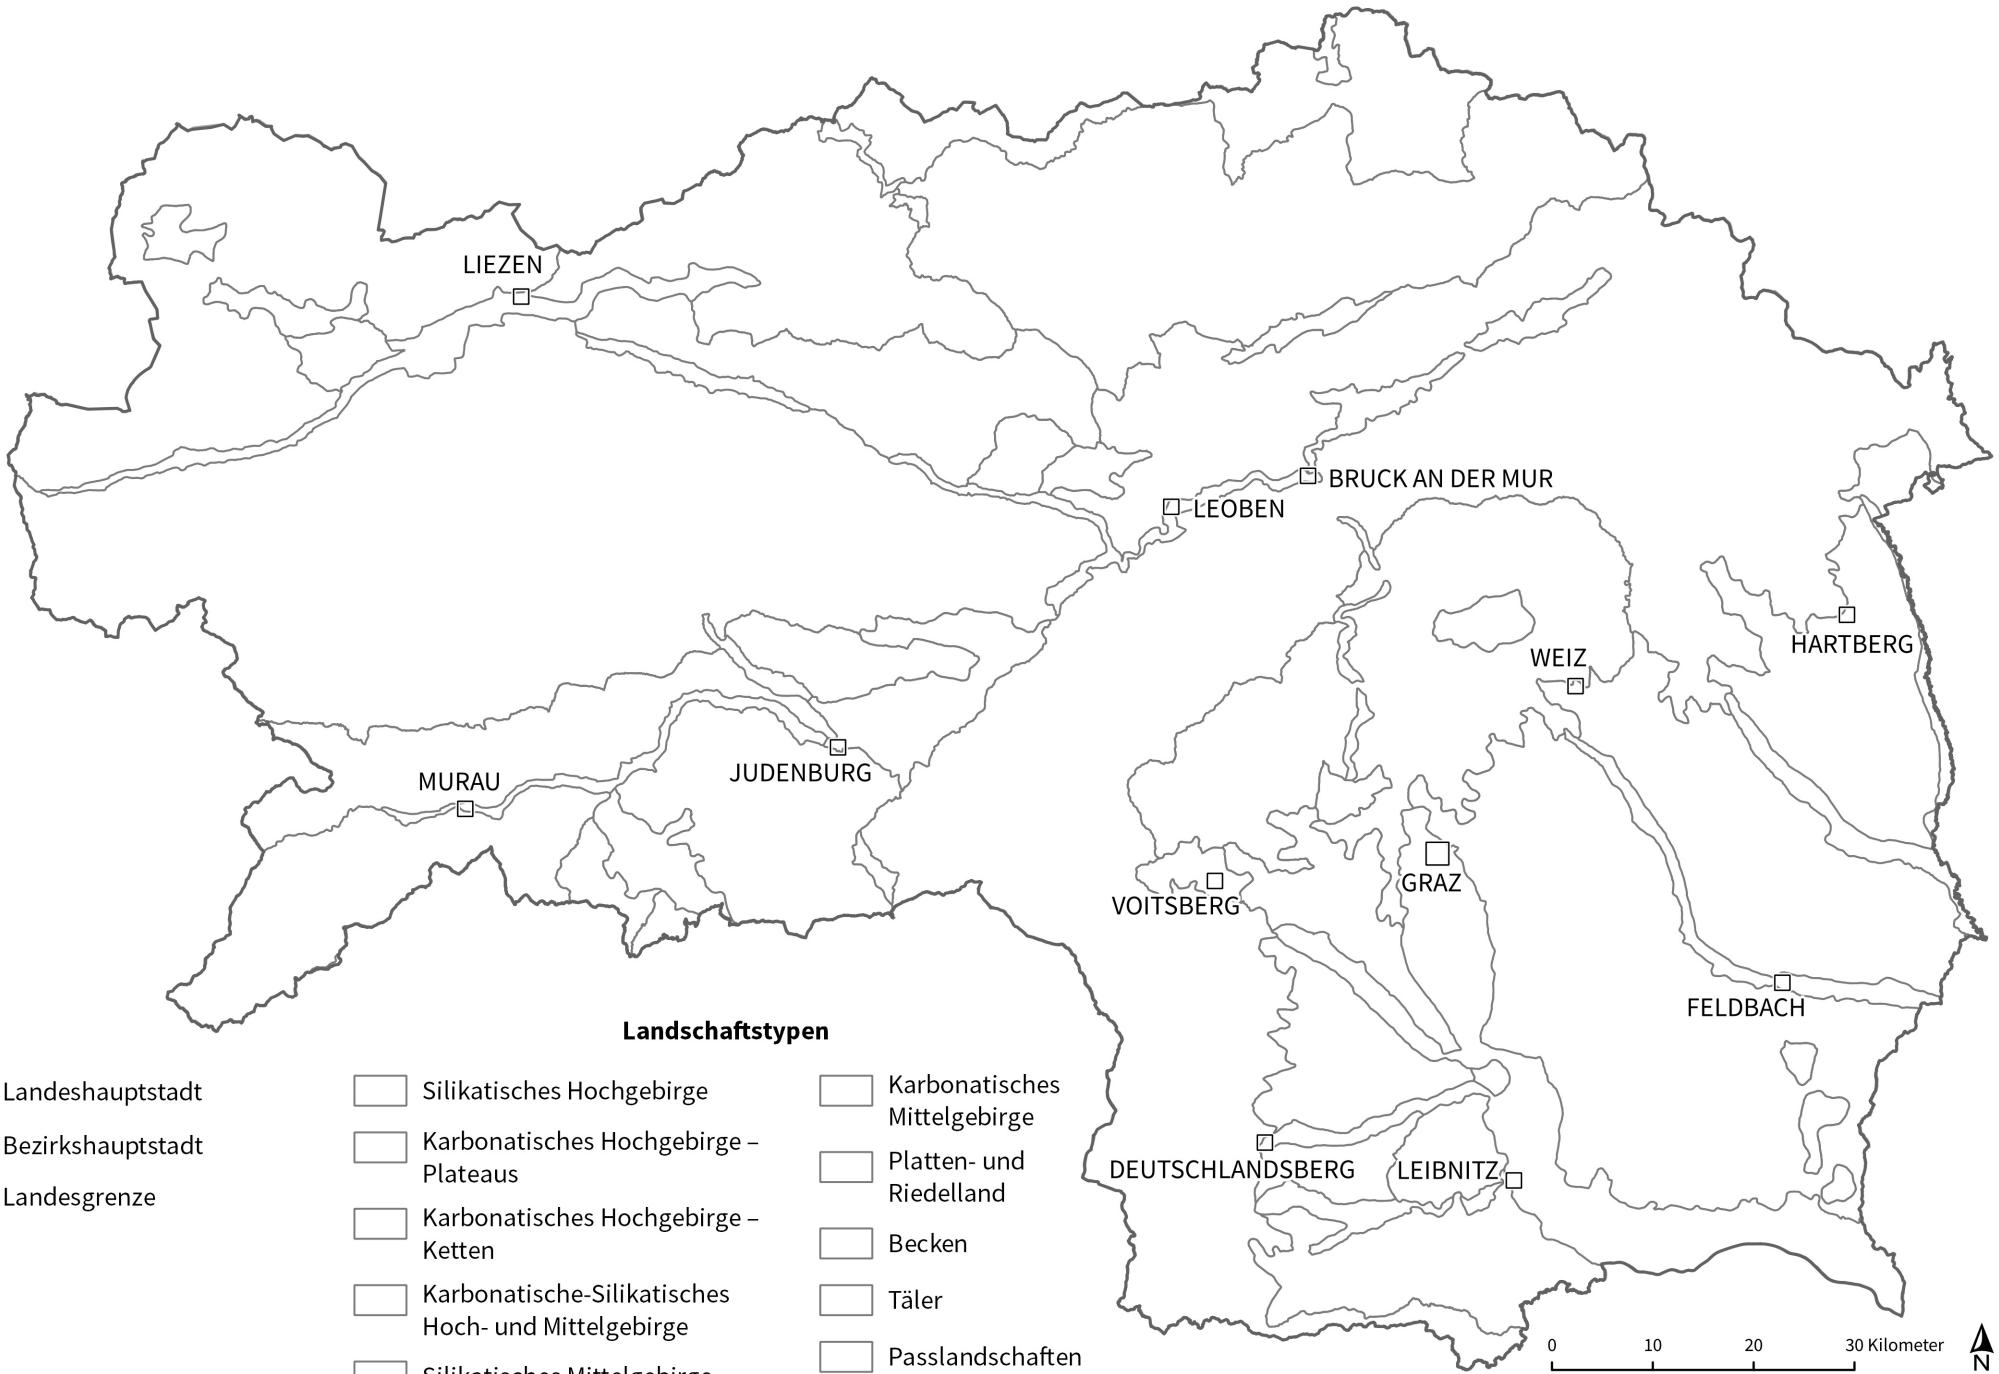 LIEZEN
BRUCK AN DER MUR
LEOBEN
HARTBERG
WEIZ
JUDENBURG
MURAU
GRAZ
VOITSBERG
FELDBACH
DEUTSCHLANDSBERG
LEIBNITZ
Landschaftstypen
Landeshauptstadt
Bezirkshauptstadt
Landesgrenze
Silikatisches Hochgebirge
Karbonatisches Hochgebirge –
Plateaus
Karbonatisches Hochgebirge –
Ketten
Karbonatische-Silikatisches
Hoch- und Mittelgebirge
Silikatisches Mittelgebirge
Karbonatisches
Mittelgebirge
Platten- und
Riedelland
Becken
Täler
Passlandschaften
0 10 20 30 Kilometer
N